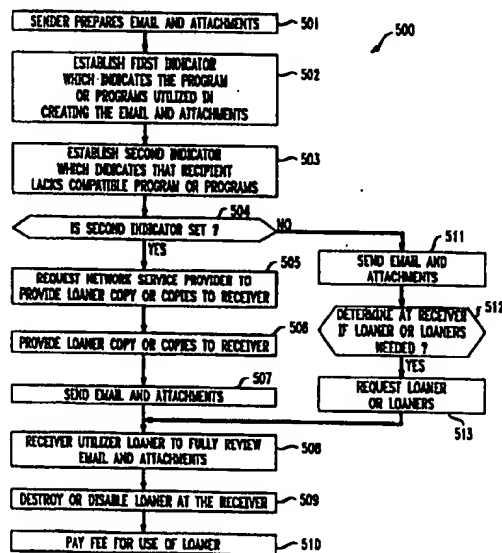 SENDER PREPARES EMAIL AND ATTACHMENTS
501
500
ESTABLISH FIRST INDICATOR
WHICH INDICATES THE PROGRAM
OR PROGRAMS UTILIZED IN
CREATING THE EMAIL AND ATTACHMENTS
502
ESTABLISH SECOND INDICATOR
WHICH INDICATES THAT RECIPIENT
LACKS COMPATIBLE PROGRAM OR PROGRAMS
503
504
IS SECOND INDICATOR SET ?
NO
YES
505
REQUEST NETWORK SERVICE PROVIDER TO
PROVIDE LOANER COPY OR COPIES TO RECEIVER
506
PROVIDE LOANER COPY OR COPIES TO RECEIVER
507
SEND EMAIL AND ATTACHMENTS
511
SEND EMAIL AND
ATTACHMENTS
512
DETERMINE AT RECEIVER
IF LOANER OR LOANERS
NEEDED ?
YES
REQUEST LOANER
OR LOANERS
513
RECEIVER UTILIZER LOANER TO FULLY REVIEW
EMAIL AND ATTACHMENTS
508
DESTROY OR DISABLE LOANER AT THE RECEIVER
509
PAY FEE FOR USE OF LOANER
510